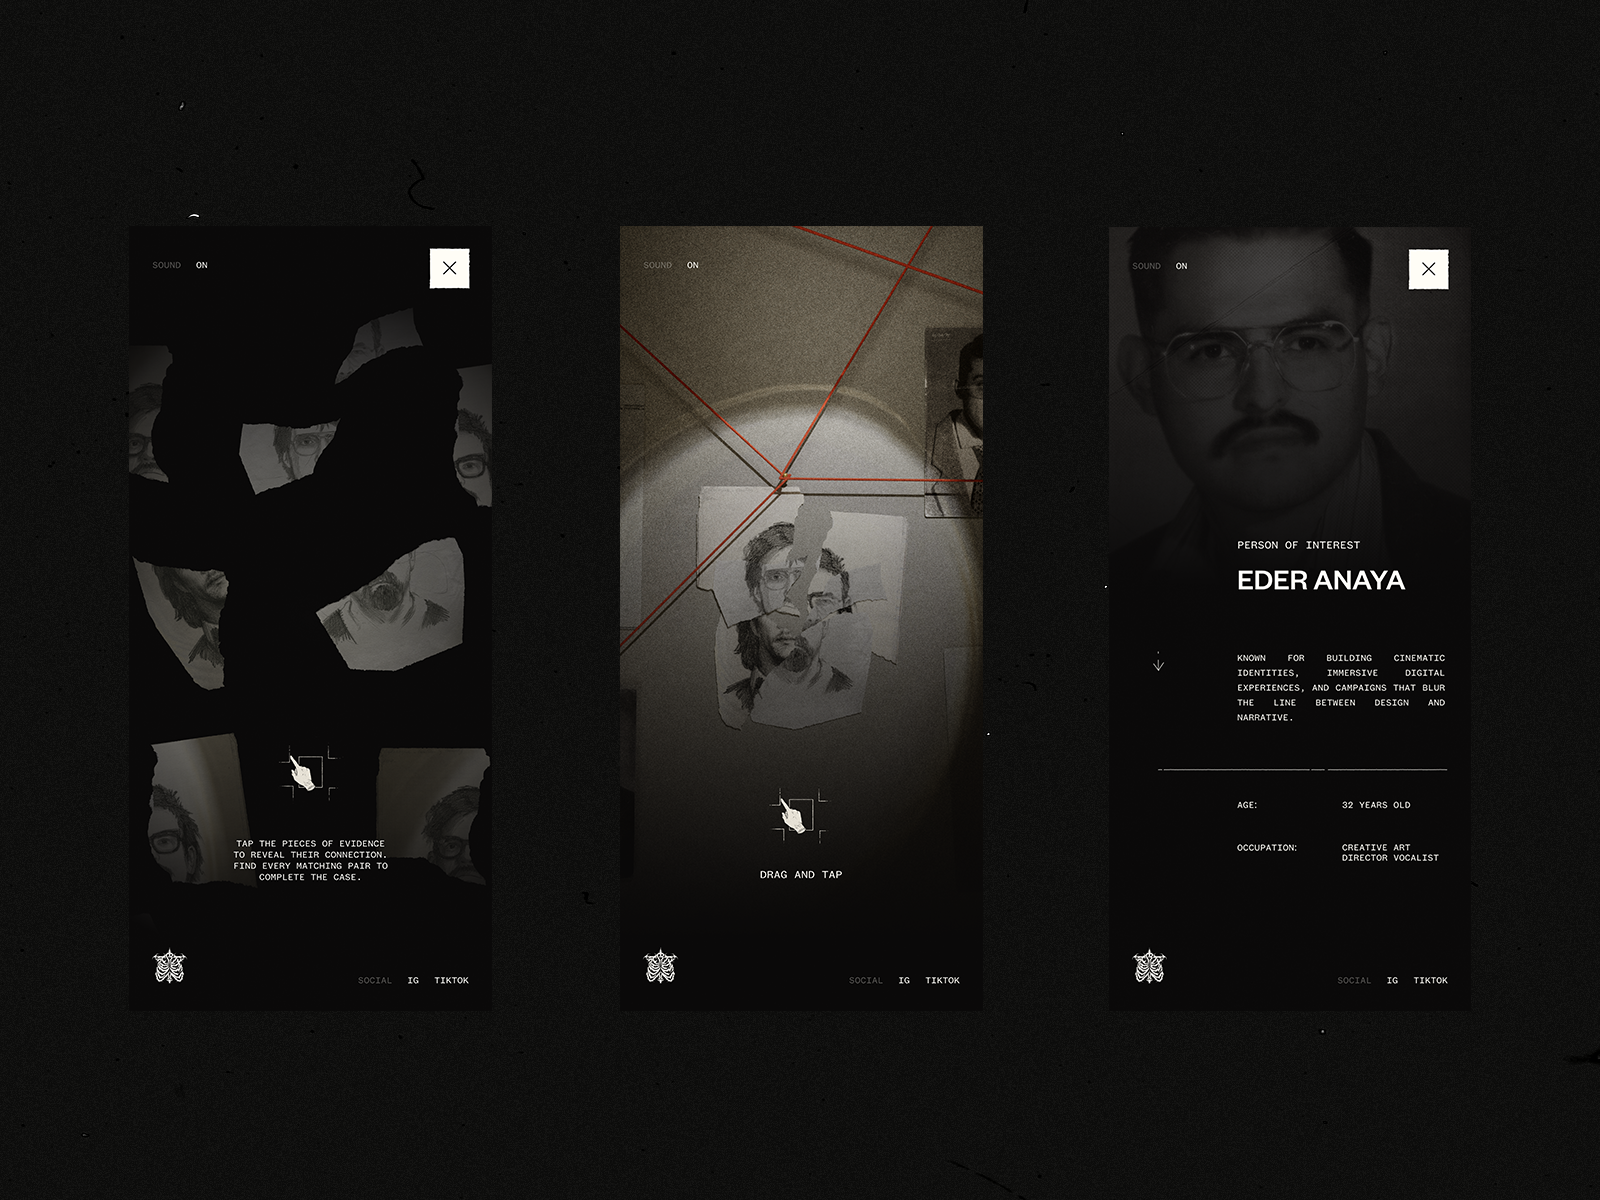 SOUND ON
TAP THE PIECES OF EVIDENCE
TO REVEAL THEIR CONNECTION.
FIND EVERY MATCHING PAIR TO
COMPLETE THE CASE.
SOCIAL IG TIKTOK
SOUND ON
DRAG AND TAP
SOCIAL IG TIKTOK
SOUND ON
PERSON OF INTEREST
EDER ANAYA
KNOWN FOR BUILDING CINEMATIC
IDENTITIES, IMMERSIVE DIGITAL
EXPERIENCES, AND CAMPAIGNS THAT BLUR
THE LINE BETWEEN DESIGN AND
NARRATIVE.
AGE: 32 YEARS OLD
OCCUPATION: CREATIVE ART
DIRECTOR VOCALIST
SOCIAL IG TIKTOK